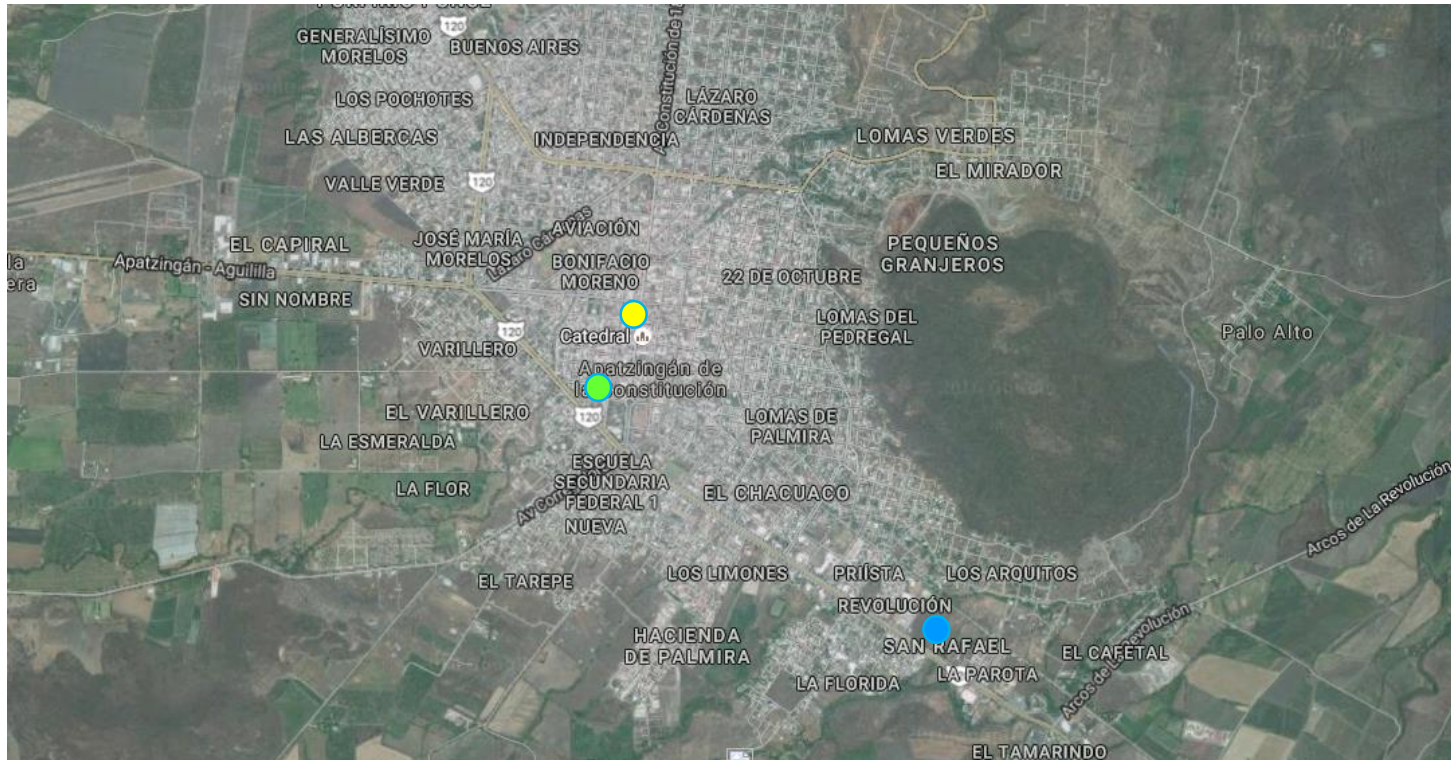 120
GENERALÍSIMO
MORELOS
BUENOS AIRES
LOS POCHOTES
LÁZARO
CÁRDENAS
LAS ALBERCAS
INDEPENDENCIA
LOMAS VERDES
EL MIRADOR
VALLE VERDE
120
AVIACIÓN
Lázaro Cárdenas
JOSÉ MARÍA
MORELOS
EL CAPIRAL
Apatzingán - Aguililla
BONIFACIO
MORENO
22 DE OCTUBRE
PEQUEÑOS
GRANJEROS
SIN NOMBRE
LOMAS DEL
PEDREGAL
120
Catedral
Palo Alto
VARILLERO
Apatzingán de
la Constitución
EL VARILLERO
120
LOMAS DE
PALMIRA
LA ESMERALDA
ESCUELA
SECUNDARIA
FEDERAL 1
NUEVA
LA FLOR
EL CHACUACO
Arcos de La Revolución
EL TAREPE
LOS LIMONES
PRIÍSTA
LOS ARQUITOS
REVOLUCIÓN
HACIENDA
DE PALMIRA
SAN RAFAEL
EL CAFETAL
Arcos de La Revolución
LA FLORIDA
LA PAROTA
EL TAMARINDO